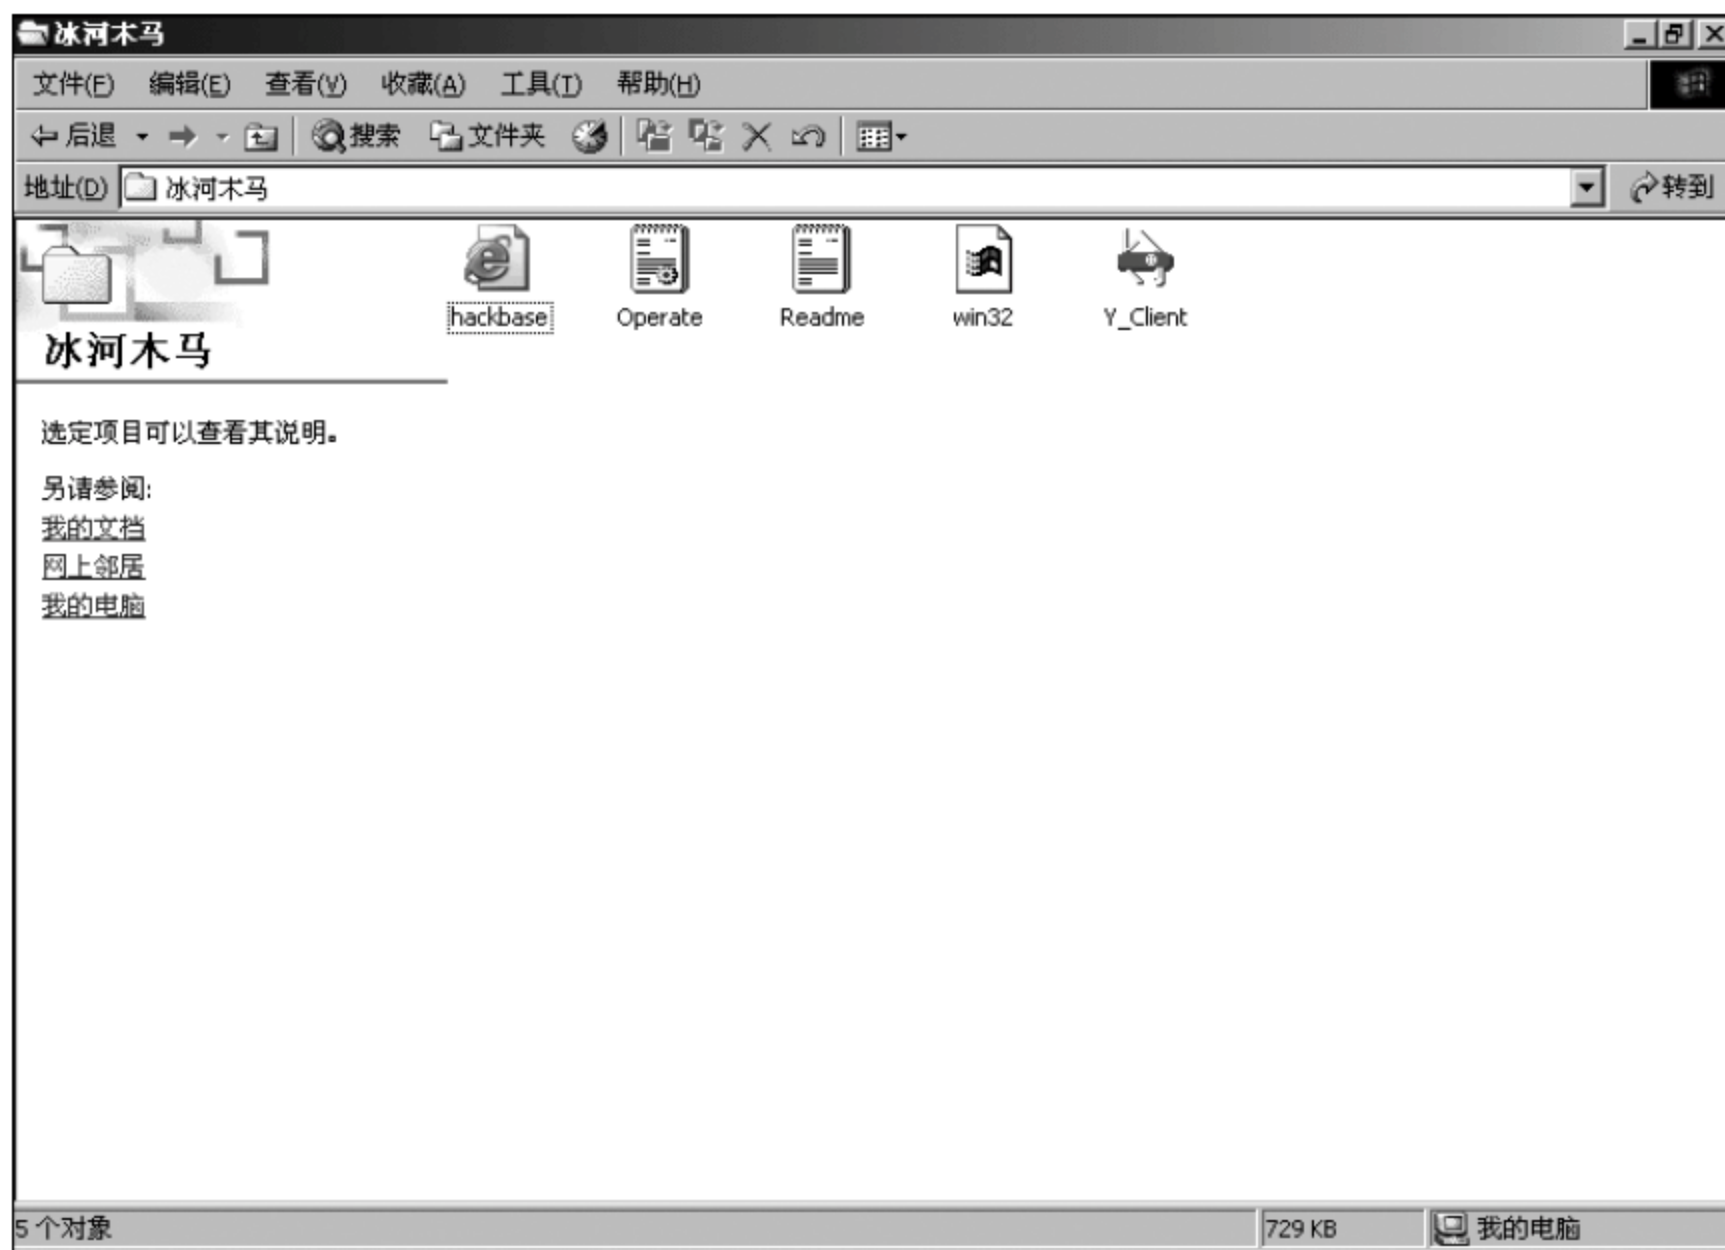 冰河木马
文件(F) 编辑(E) 查看(V) 收藏(A) 工具(T) 帮助(H)
后退 搜索 文件夹
地址(D) 冰河木马 转到
hackbase Operate Readme win32 Y_Client
冰河木马
选定项目可以查看其说明。
另请参阅:
我的文档
网上邻居
我的电脑
5 个对象 729 KB 我的电脑